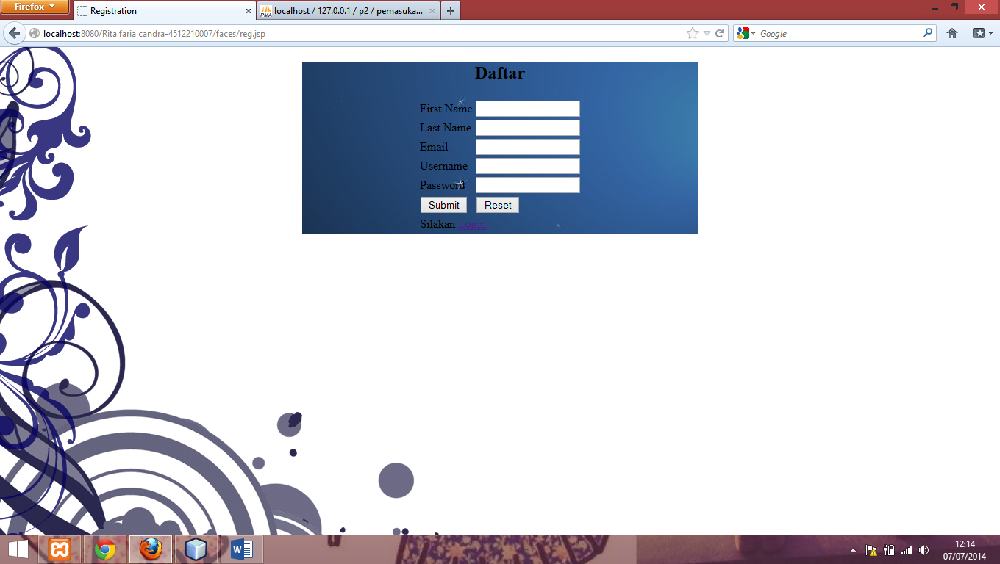 Firefox
Registration
localhost / 127.0.0.1 / p2 / pemasuka...
localhost:8080/Rita faria candra-4512210007/faces/reg.jsp
Google
Daftar
First Name
Last Name
Email
Username
Password
Submit Reset
Silakan Login
12:14
07/07/2014